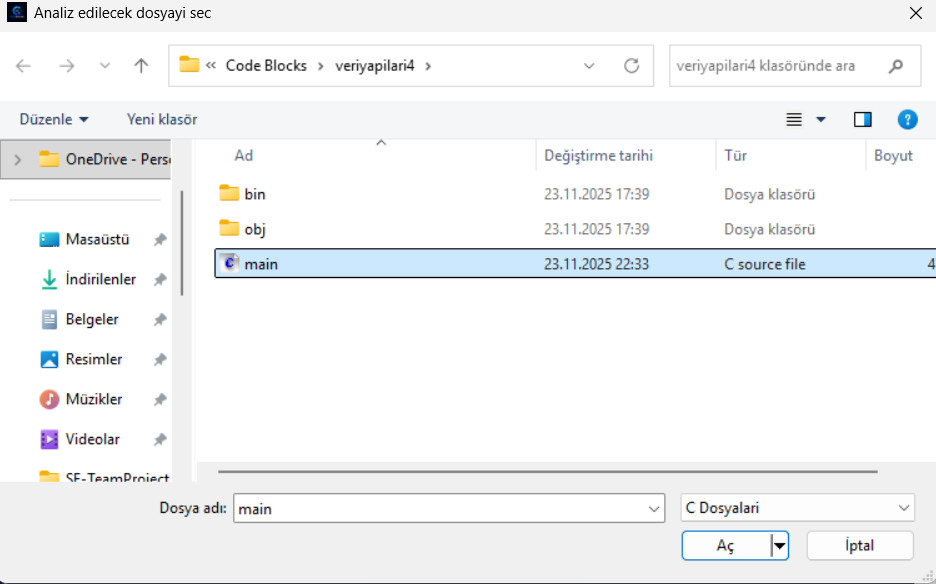 Analiz edilecek dosyayi sec
« Code Blocks › veriyapilari4 ›
veriyapilari4 klasöründe ara
Düzenle
Yeni klasör
OneDrive - Pers
Masaüstü
İndirilenler
Belgeler
Resimler
Müzikler
Videolar
SE-TeamProject
Ad Değiştirme tarihi Tür Boyut
bin 23.11.2025 17:39 Dosya klasörü
obj 23.11.2025 17:39 Dosya klasörü
main 23.11.2025 22:33 C source file 4
Dosya adı: main C Dosyalari
Aç İptal